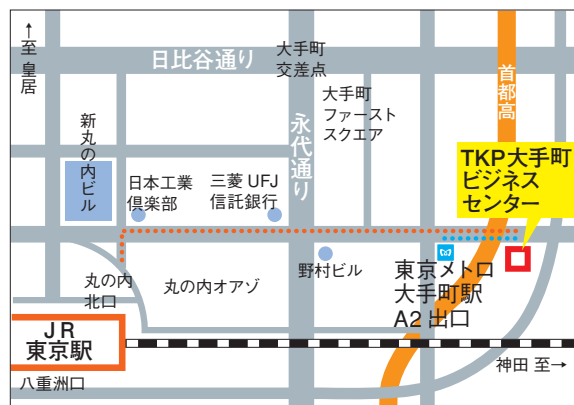 ↑至 皇居
日比谷通り
大手町
交差点
首都高
新丸の内ビル
大手町
ファースト
スクエア
永代通り
TKP大手町
ビジネス
センター
日本工業
倶楽部
三菱 UFJ
信託銀行
丸の内
北口
丸の内オアゾ
野村ビル
東京メトロ
大手町駅
A2 出口
JR
東京駅
神田 至→
八重洲口